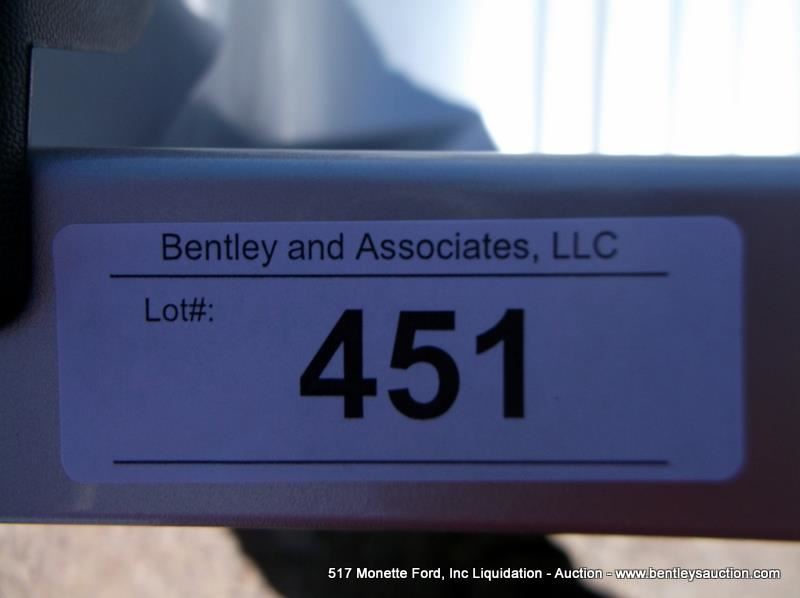 Bentley and Associates, LLC
Lot#:
451
517 Monette Ford, Inc Liquidation - Auction - www.bentleysauction.com